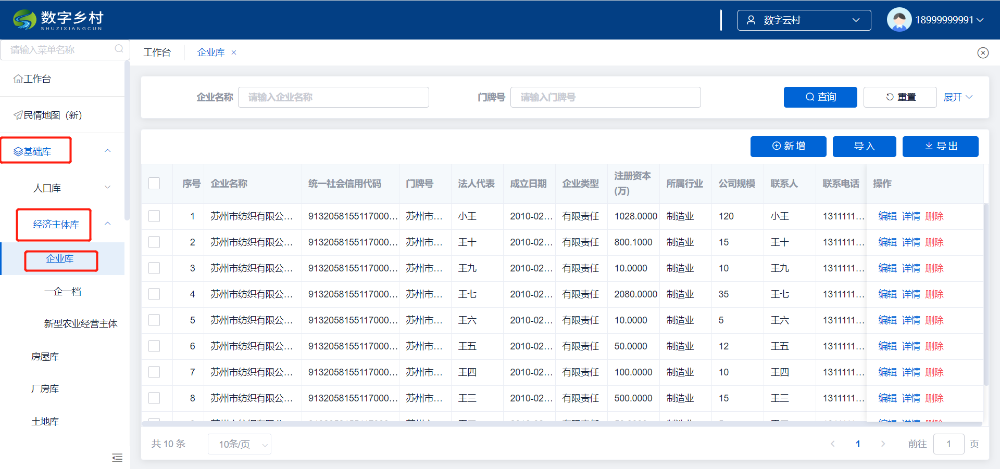 数字乡村
SHUZIXIANGCUN
数字云村
18999999991
请输入菜单名称
工作台
企业库
工作台
民情地图（新）
基础库
人口库
经济主体库
企业库
一企一档
新型农业经营主体
房屋库
厂房库
土地库
企业名称 请输入企业名称 门牌号 请输入门牌号 查询 重置 展开
新增 导入 导出
序号 企业名称 统一社会信用代码 门牌号 法人代表 成立日期 企业类型 注册资本(万) 所属行业 公司规模 联系人 联系电话 操作
1 苏州市纺织有限公... 9132058155117000... 苏州市... 小王 2010-02... 有限责任 1028.0000 制造业 120 小王 1311111... 编辑 详情 删除
2 苏州市纺织有限公... 9132058155117000... 苏州市... 王十 2010-02... 有限责任 800.1000 制造业 15 王十 1311111... 编辑 详情 删除
3 苏州市纺织有限公... 9132058155117000... 苏州市... 王九 2010-02... 有限责任 10.0000 制造业 10 王九 1311111... 编辑 详情 删除
4 苏州市纺织有限公... 9132058155117000... 苏州市... 王七 2010-02... 有限责任 2080.0000 制造业 35 王七 1311111... 编辑 详情 删除
5 苏州市纺织有限公... 9132058155117000... 苏州市... 王六 2010-02... 有限责任 10.0000 制造业 5 王六 1311111... 编辑 详情 删除
6 苏州市纺织有限公... 9132058155117000... 苏州市... 王五 2010-02... 有限责任 50.0000 制造业 12 王五 1311111... 编辑 详情 删除
7 苏州市纺织有限公... 9132058155117000... 苏州市... 王四 2010-02... 有限责任 100.0000 制造业 10 王四 1311111... 编辑 详情 删除
8 苏州市纺织有限公... 9132058155117000... 苏州市... 王三 2010-02... 有限责任 500.0000 制造业 15 王三 1311111... 编辑 详情 删除
共 10 条 10条/页 1 前往 1 页